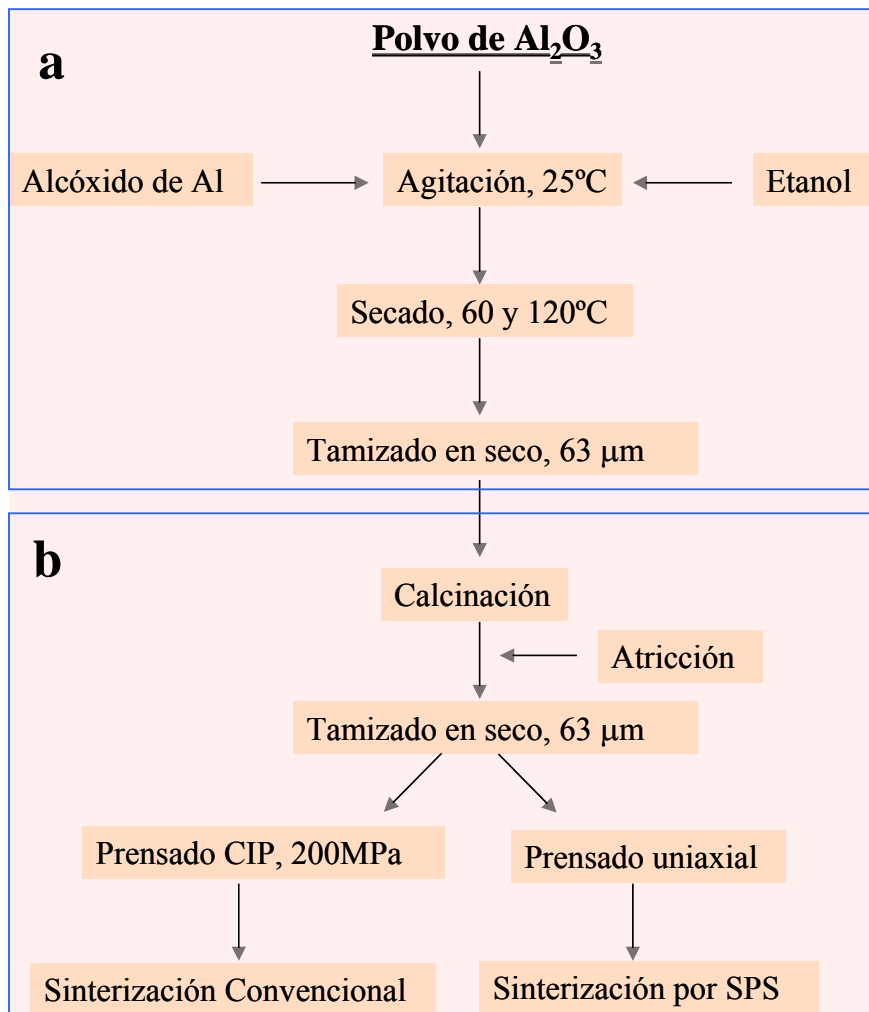 a
Polvo de Al2O3
Alcóxido de Al
Agitación, 25ºC
Etanol
Secado, 60 y 120ºC
Tamizado en seco, 63 μm
b
Calcinación
Atricción
Tamizado en seco, 63 μm
Prensado CIP, 200MPa
Prensado uniaxial
Sinterización Convencional
Sinterización por SPS